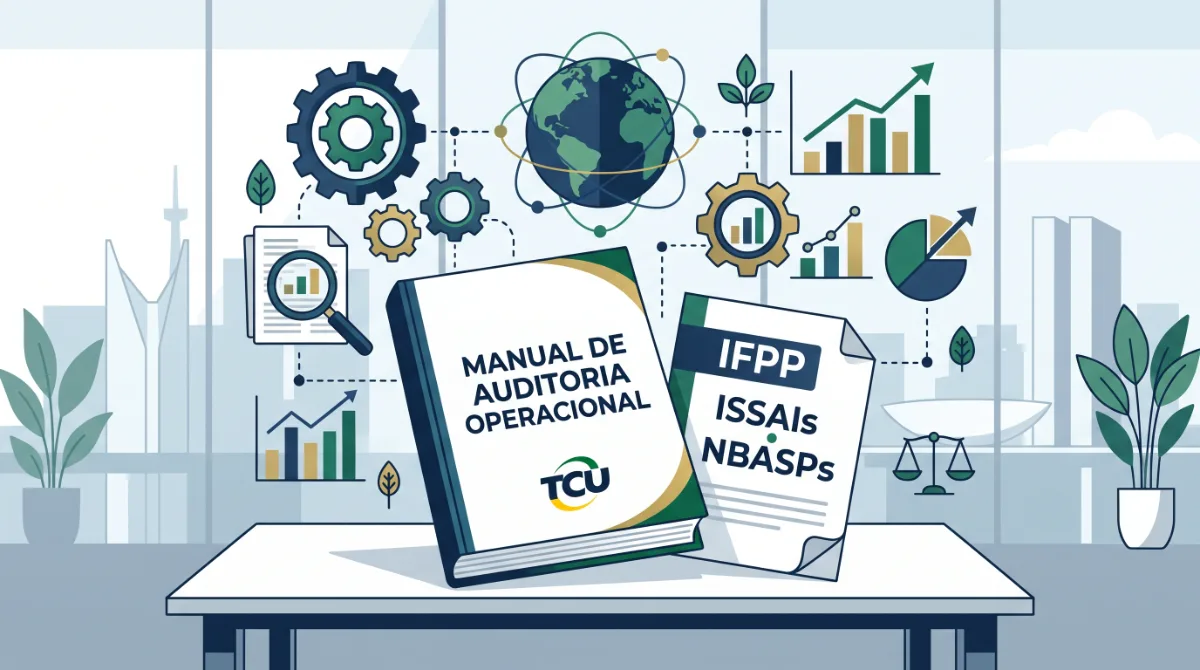 MANUAL DE
AUDITORIA
OPERACIONAL
TCU
IFPP
ISSAIs
•
NBASPs